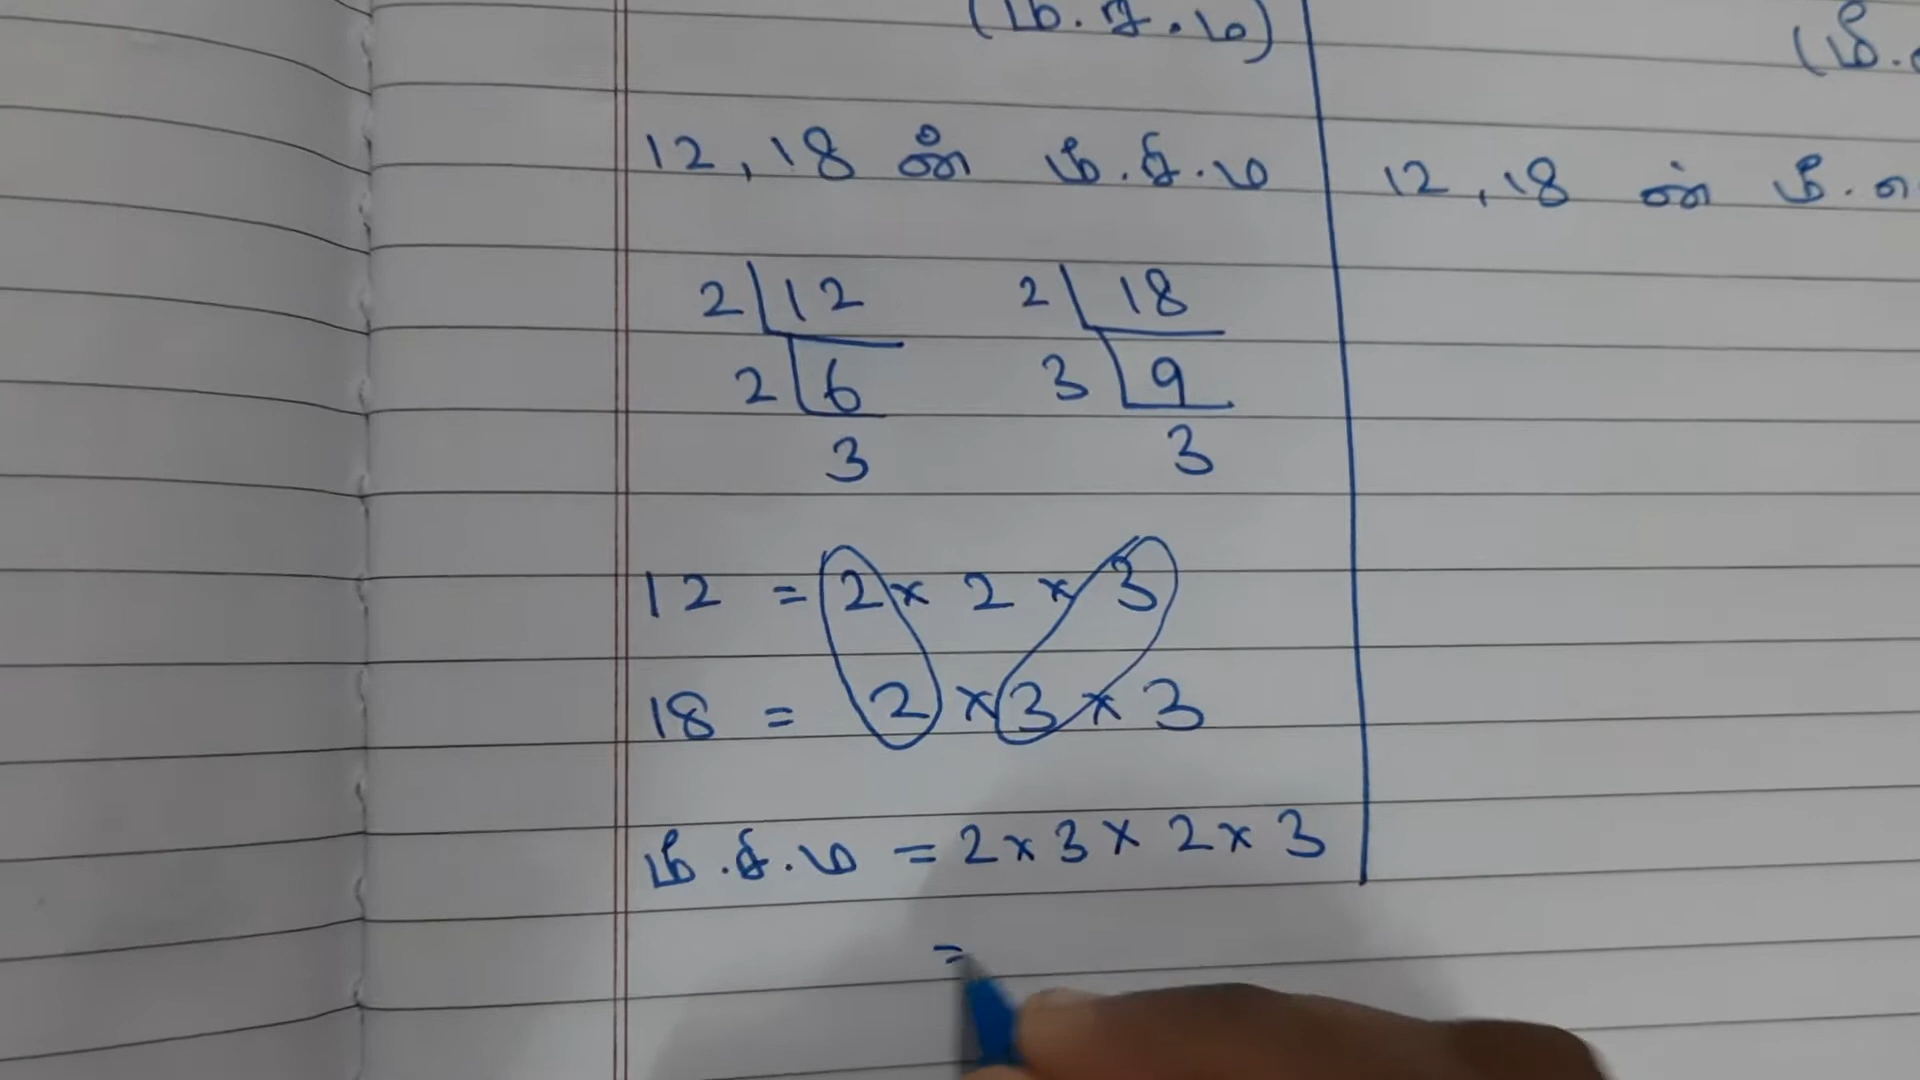 (மீ.சி.ம)
12, 18 ன் மீ.சி.ம
2 12
2 6
3
2 18
3 9
3
12 = 2 × 2 × 3
18 = 2 × 3 × 3
மீ.சி.ம = 2 × 3 × 2 × 3
=
(மீ.
12, 18 ன் மீ.